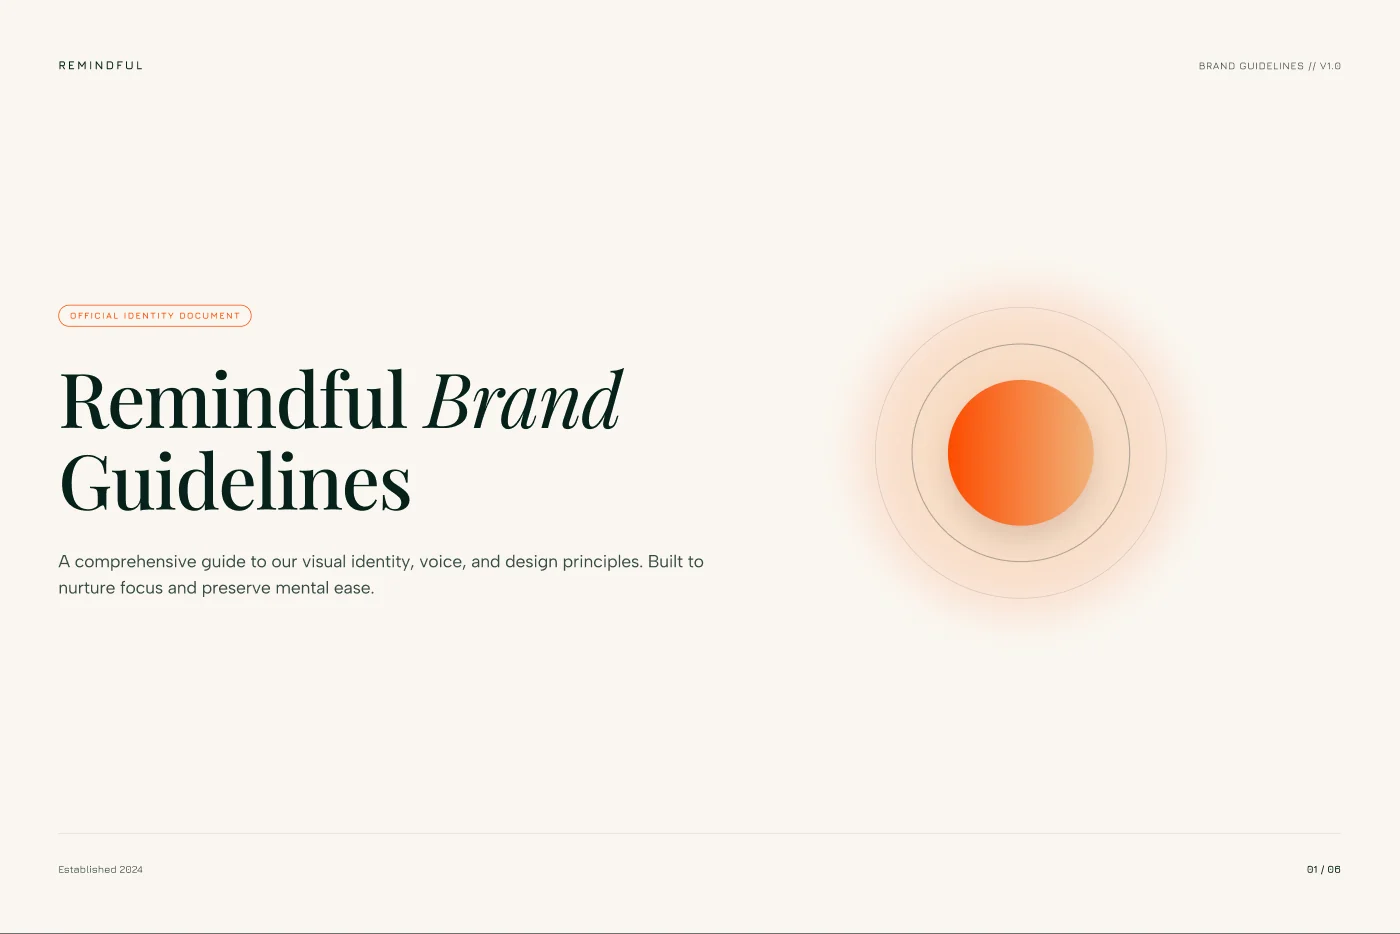 REMINDFUL
BRAND GUIDELINES // V1.0
OFFICIAL IDENTITY DOCUMENT
Remindful Brand
Guidelines
A comprehensive guide to our visual identity, voice, and design principles. Built to
nurture focus and preserve mental ease.
Established 2024
01 / 06